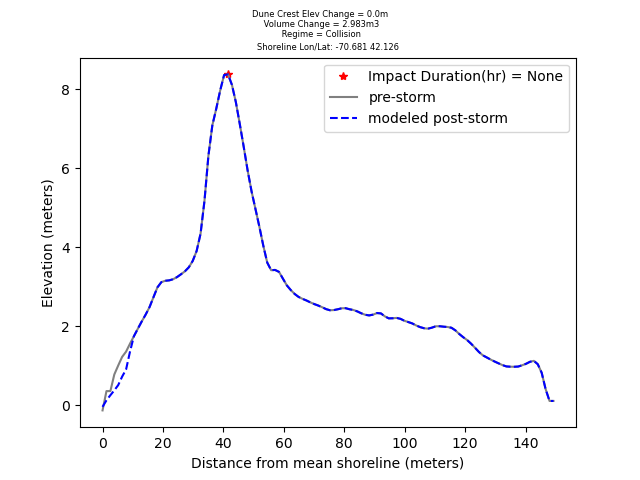 Dune Crest Elev Change = 0.0m
Volume Change = 2.983m3
Regime = Collision
Shoreline Lon/Lat: -70.681 42.126
Impact Duration(hr) = None
pre-storm
modeled post-storm
Elevation (meters)
8
6
4
2
0
0 20 40 60 80 100 120 140
Distance from mean shoreline (meters)